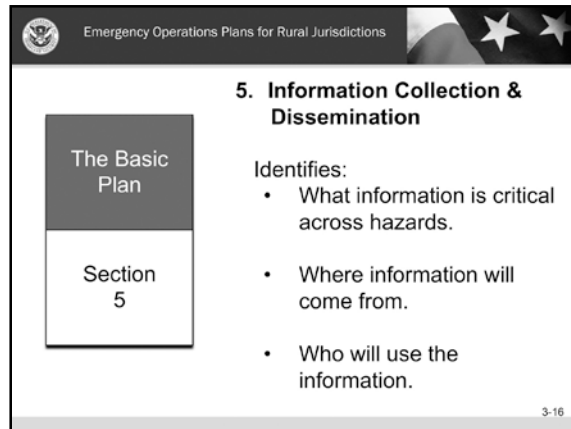 Emergency Operations Plans for Rural Jurisdictions
The Basic
Plan
Section
5
5. Information Collection &
Dissemination
Identifies:
• What information is critical
across hazards.
• Where information will
come from.
• Who will use the
information.
3-16